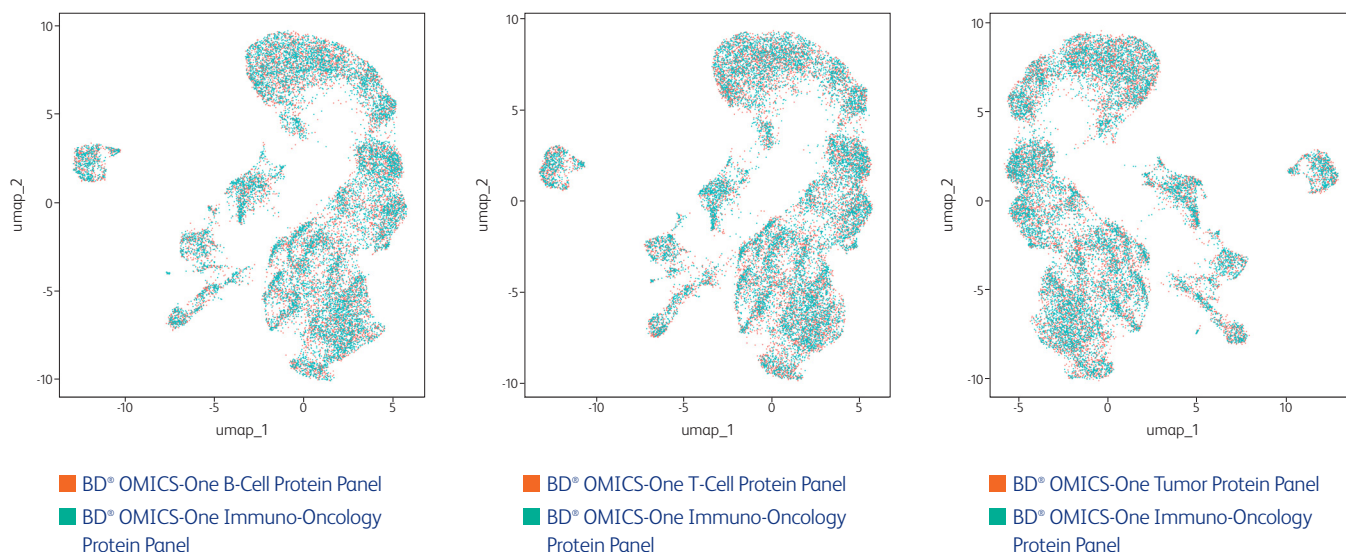 10
5
0
-5
-10
umap_2
-10
-5
0
5
umap_1
BD® OMICS-One B-Cell Protein Panel
BD® OMICS-One Immuno-Oncology
Protein Panel
10
5
0
-5
-10
umap_2
-10
-5
0
5
umap_1
BD® OMICS-One T-Cell Protein Panel
BD® OMICS-One Immuno-Oncology
Protein Panel
10
5
0
-5
-10
umap_2
-5
0
5
10
umap_1
BD® OMICS-One Tumor Protein Panel
BD® OMICS-One Immuno-Oncology
Protein Panel